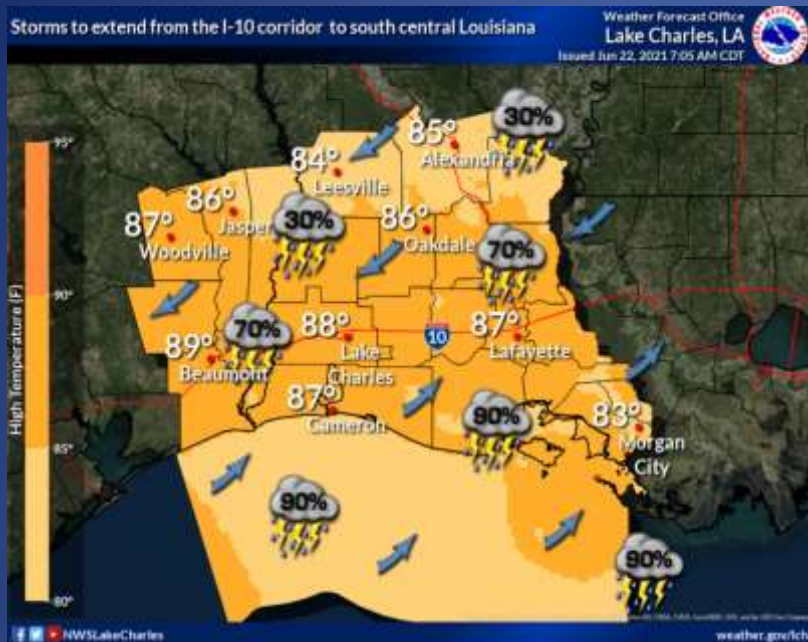 Storms to extend from the I-10 corridor to south central Louisiana
Weather Forecast Office
Lake Charles, LA
Issued Jun 22, 2021 7:05 AM CDT
95°
90°
85°
80°
High Temperature (F)
30%
85°
Alexandria
84°
Leesville
86°
Jasper
30%
87°
Woodville
86°
Oakdale
70%
70%
88°
Lake
Charles
10
87°
Lafayette
89°
Beaumont
87°
Cameron
90%
83°
Morgan
City
90%
90%
NWSLakeCharles
weather.gov/lch